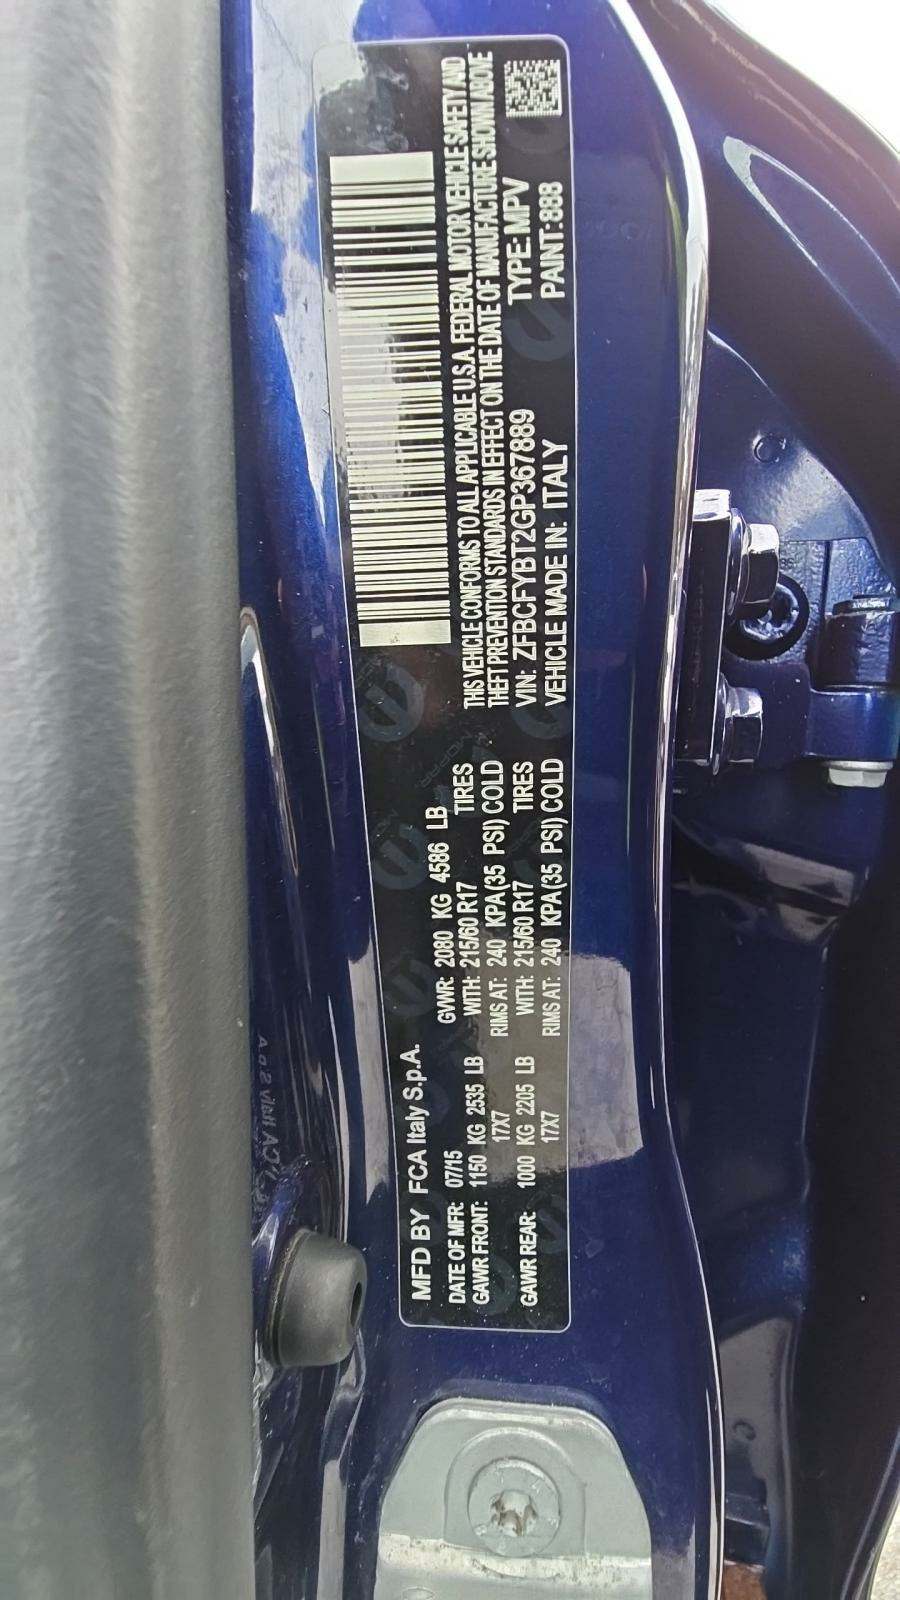 MFD BY FCA Italy S.p.A.
DATE OF MFR: 07/15
GVWR: 2080 KG 4586 LB
GAWR FRONT: 1150 KG 2535 LB
WITH: 215/60 R17 TIRES
17X7
RIMS AT: 240 KPA(35 PSI) COLD
GAWR REAR: 1000 KG 2205 LB
WITH: 215/60 R17 TIRES
17X7
RIMS AT: 240 KPA(35 PSI) COLD
THIS VEHICLE CONFORMS TO ALL APPLICABLE U.S.A. FEDERAL MOTOR VEHICLE SAFETY AND
THEFT PREVENTION STANDARDS IN EFFECT ON THE DATE OF MANUFACTURE SHOWN ABOVE
VIN: ZFBCFYBT2GP367889
TYPE: MPV
VEHICLE MADE IN: ITALY
PAINT: 888
MOPAR